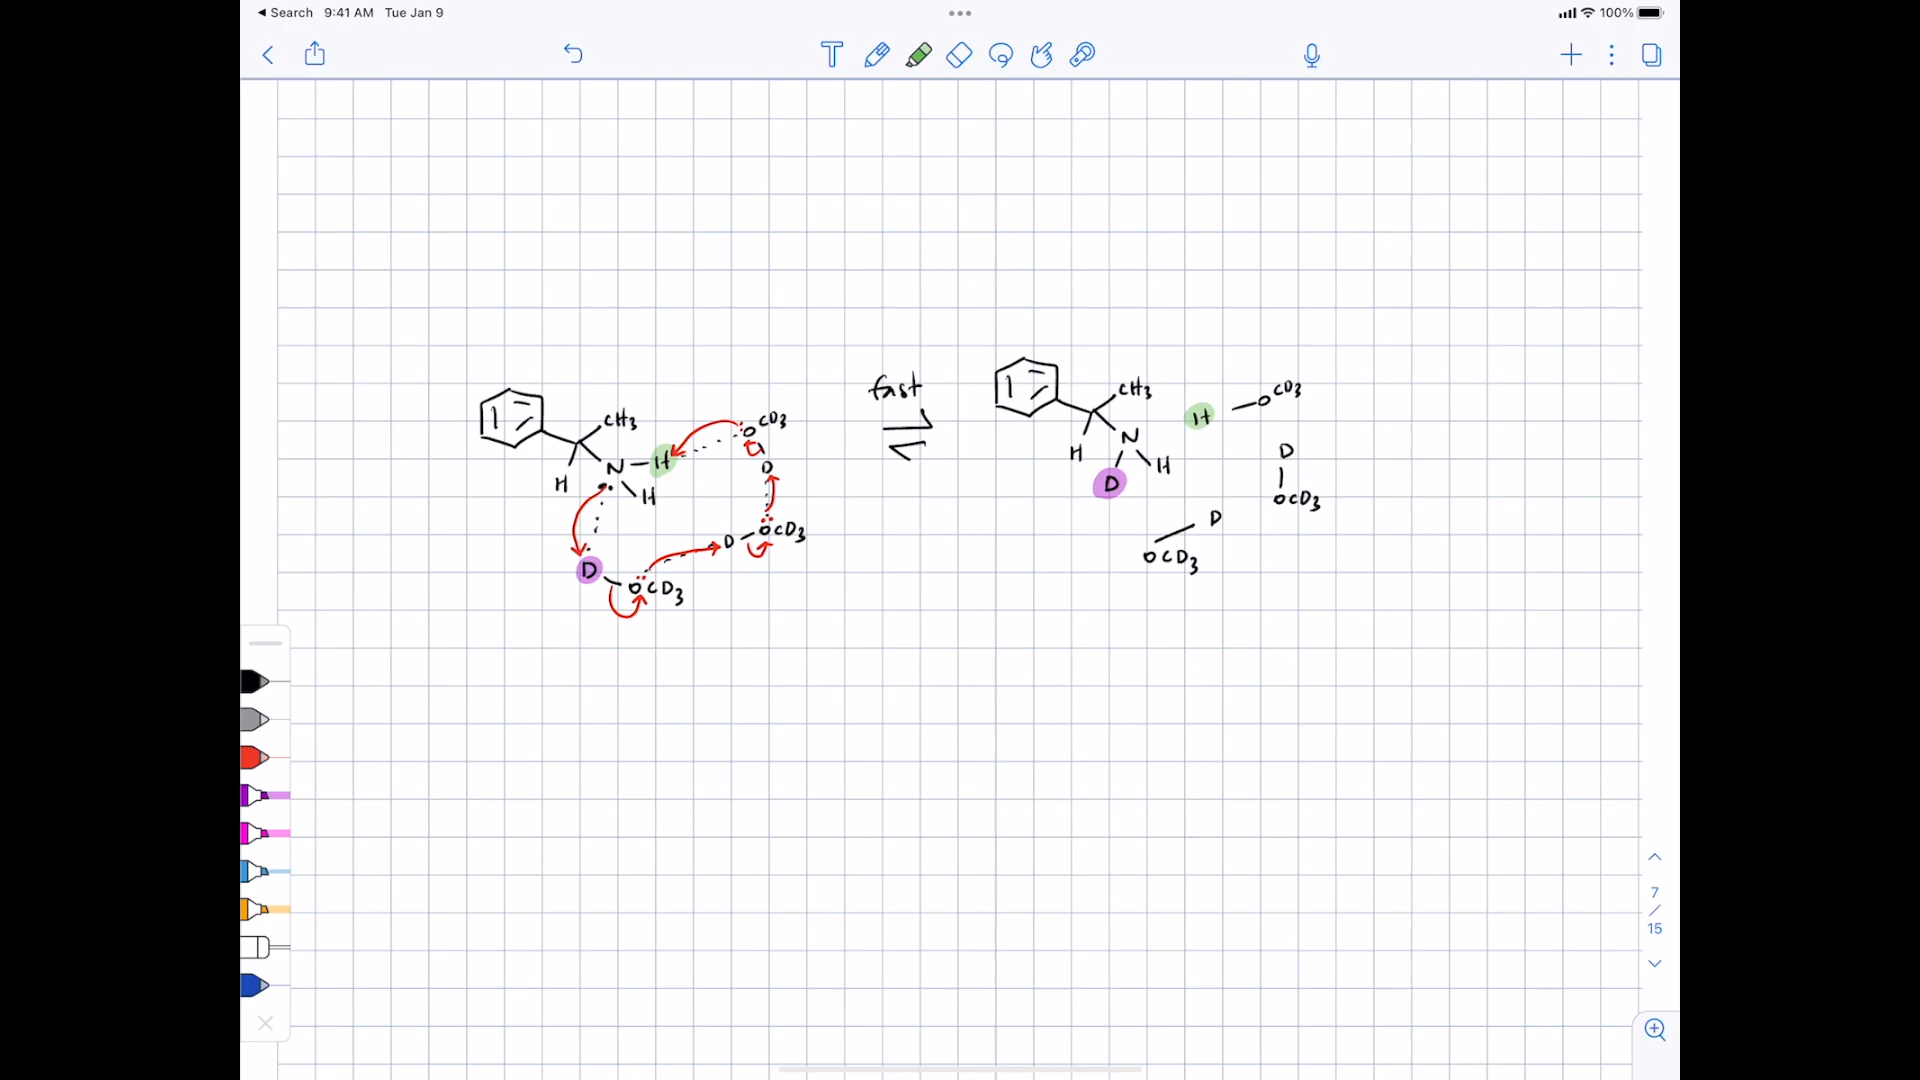 Search 9:41 AM Tue Jan 9
100%
T
fast
CH3
CH3
H
O CD3
O CD3
N H
D
D
H
N
H
H
H
D
D
OCD3
D OCD3
D
D OCD3
OCD3
7
/
15